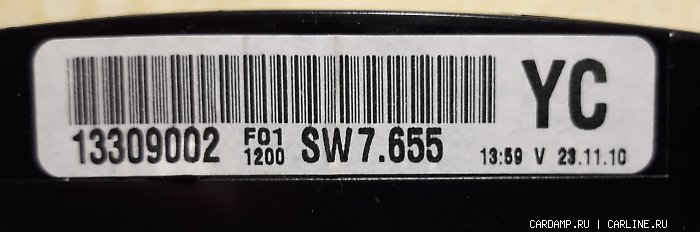 YC
13309002 F01 1200 SW7.655 13:59 V 23.11.10
CARDAMP.RU | CARLINE.RU